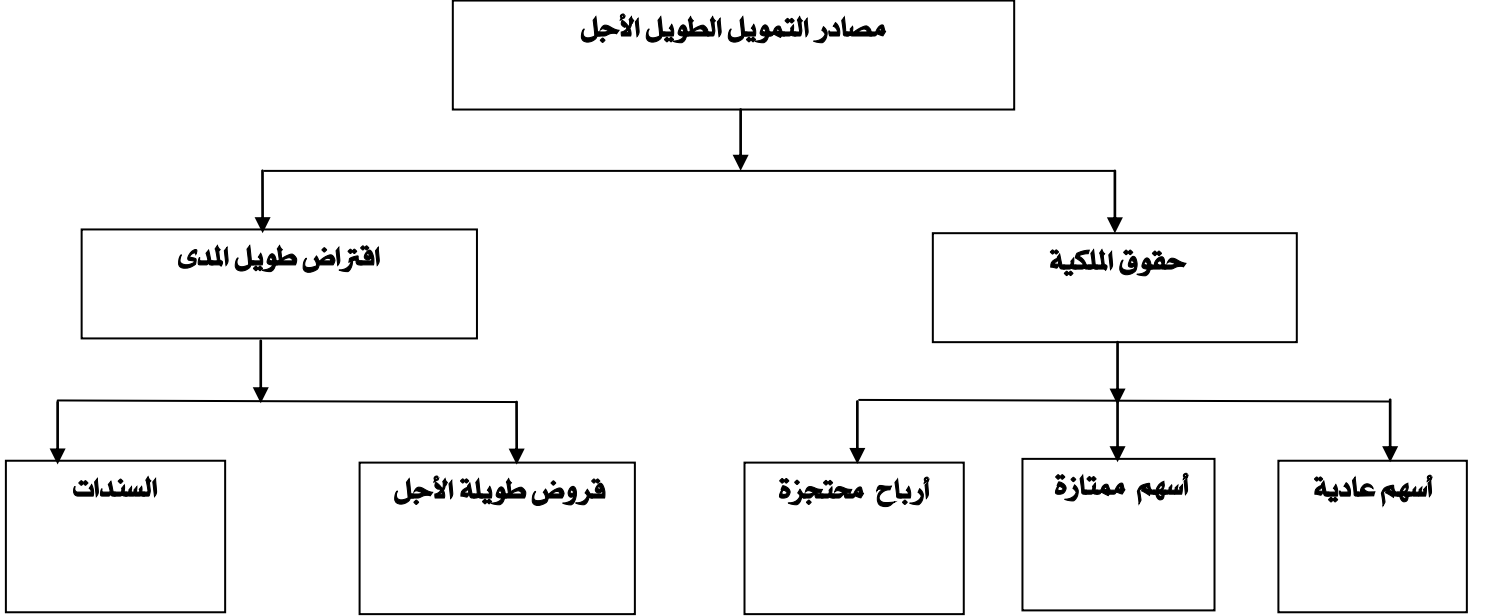 مصادر التمويل الطويل الأجل
حقوق الملكية
اقتراض طويل المدى
أسهم عادية
أسهم ممتازة
أرباح محتجزة
قروض طويلة الأجل
السندات